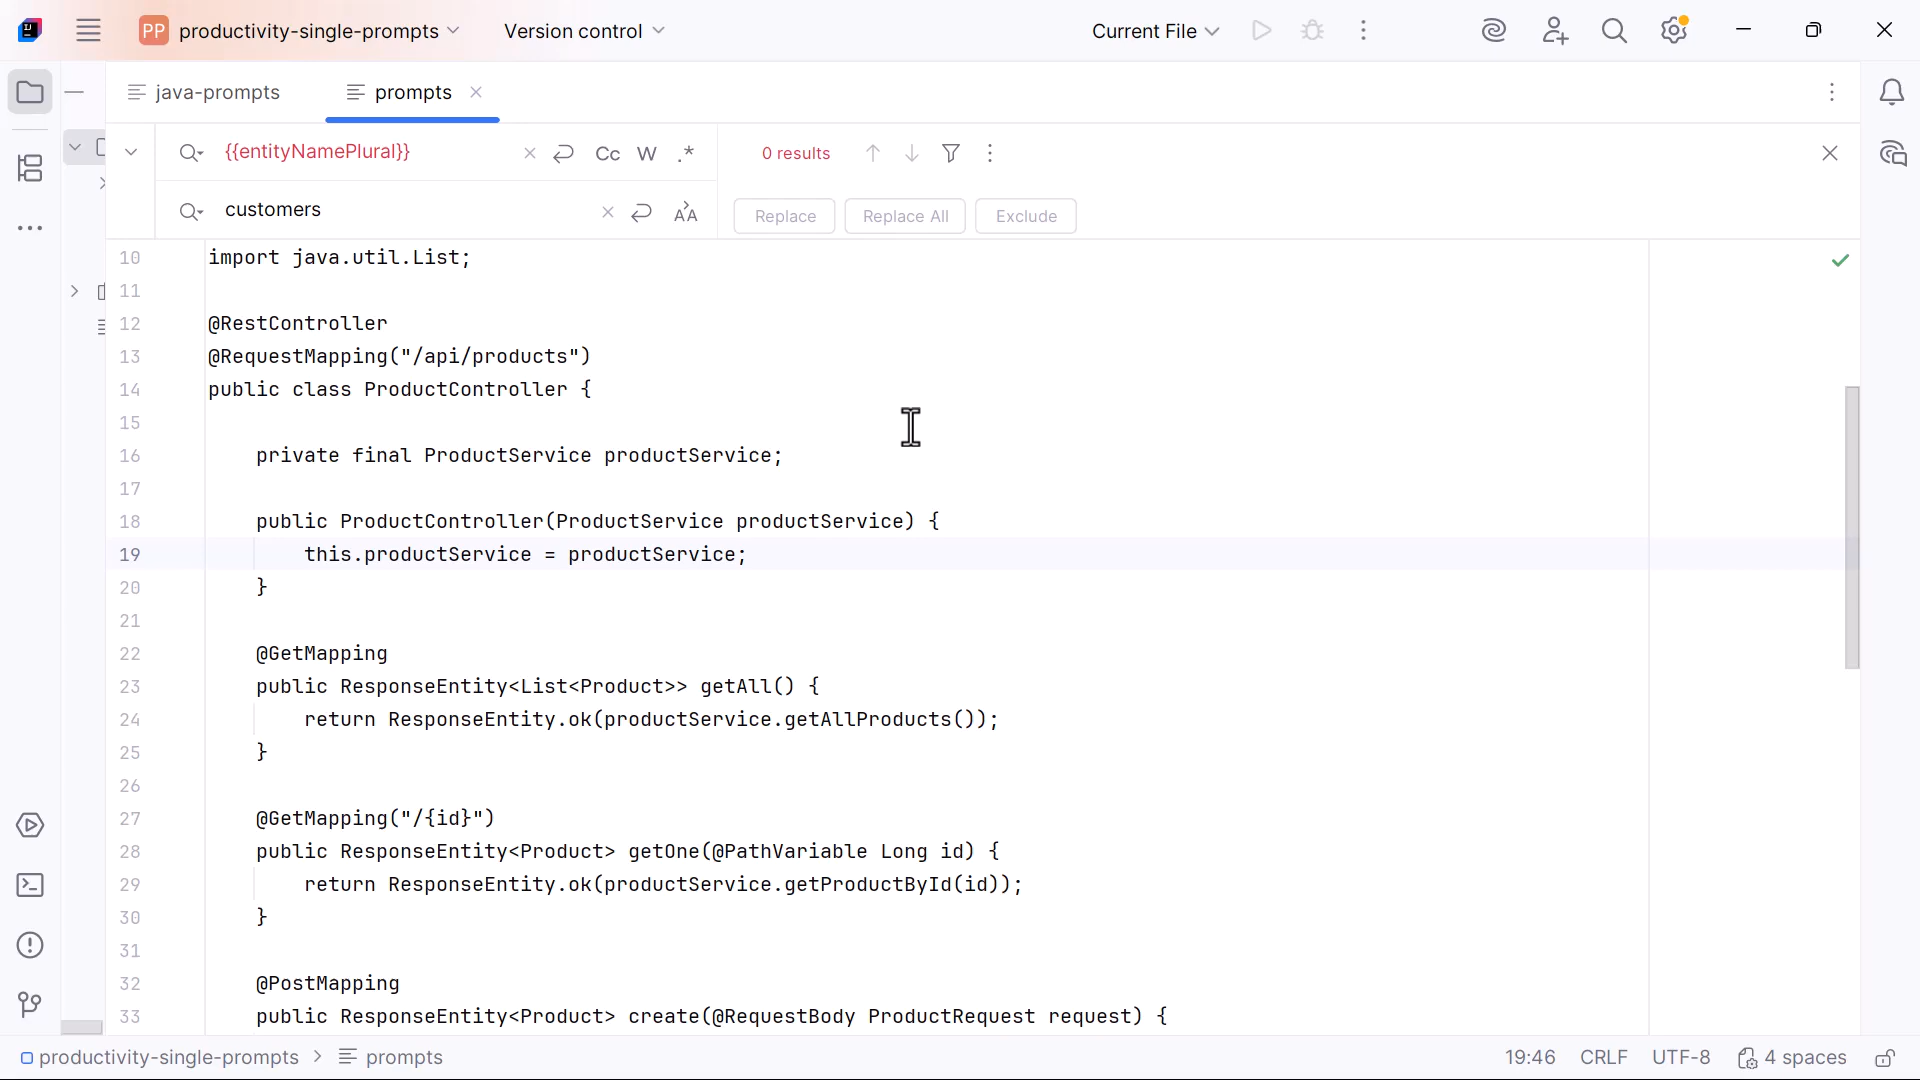 PP productivity-single-prompts Version control Current File
java-prompts prompts
{{entityNamePlural}} Cc W .* 0 results
customers Replace Replace All Exclude
10 import java.util.List;
11
12 @RestController
13 @RequestMapping("/api/products")
14 public class ProductController {
15
16 private final ProductService productService;
17
18 public ProductController(ProductService productService) {
19 this.productService = productService;
20 }
21
22 @GetMapping
23 public ResponseEntity<List<Product>> getAll() {
24 return ResponseEntity.ok(productService.getAllProducts());
25 }
26
27 @GetMapping("/{id}")
28 public ResponseEntity<Product> getOne(@PathVariable Long id) {
29 return ResponseEntity.ok(productService.getProductById(id));
30 }
31
32 @PostMapping
33 public ResponseEntity<Product> create(@RequestBody ProductRequest request) {
productivity-single-prompts > prompts 19:46 CRLF UTF-8 4 spaces